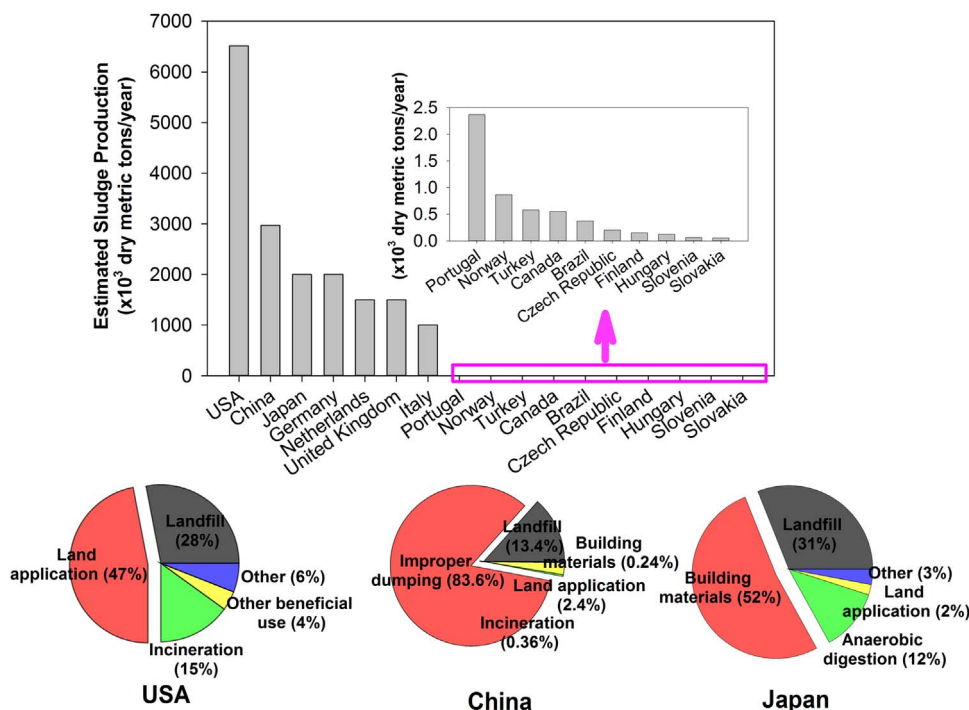 Estimated Sludge Production
(x10³ dry metric tons/year)
7000
6000
5000
4000
3000
2000
1000
0
USA
China
Japan
Germany
Netherlands
United Kingdom
Italy
Portugal
Norway
Turkey
Canada
Brazil
Czech Republic
Finland
Hungary
Slovenia
Slovakia
(x10³ dry metric tons/year)
2.5
2.0
1.5
1.0
0.5
0.0
Portugal
Norway
Turkey
Canada
Brazil
Czech Republic
Finland
Hungary
Slovenia
Slovakia
Landfill
(28%)
Land
application (47%)
Other (6%)
Other beneficial
use (4%)
Incineration
(15%)
USA
Landfill
(13.4%)
Improper
dumping (83.6%)
Building
materials (0.24%)
Land application
(2.4%)
Incineration
(0.36%)
China
Landfill
(31%)
Building
materials (52%)
Other (3%)
Land
application (2%)
Anaerobic
digestion (12%)
Japan